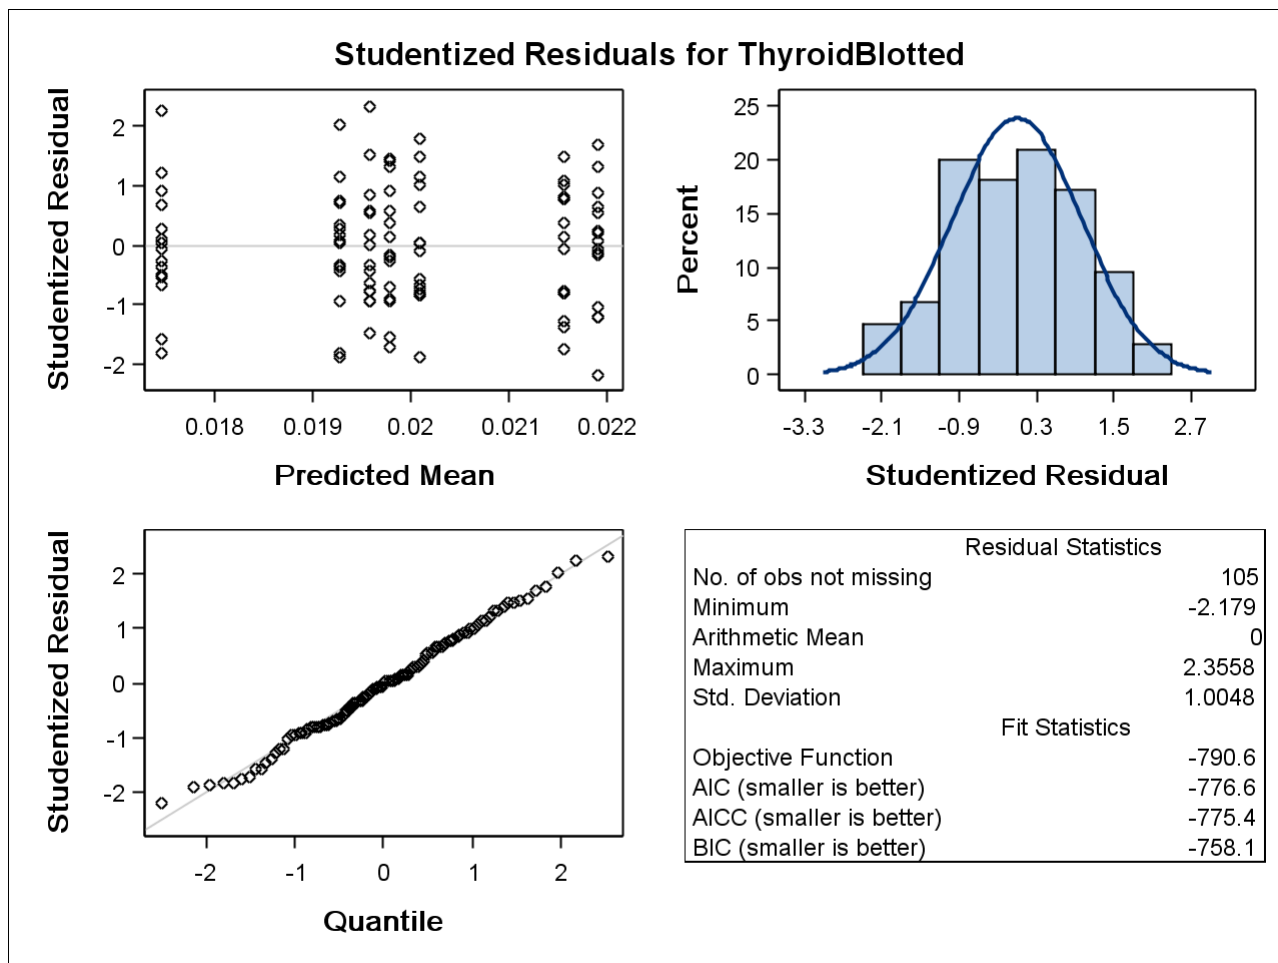 Studentized Residuals for ThyroidBlotted
Studentized Residual
2
1
0
-1
-2
0.018 0.019 0.02 0.021 0.022
Predicted Mean
Percent
25
20
15
10
5
0
-3.3 -2.1 -0.9 0.3 1.5 2.7
Studentized Residual
Studentized Residual
2
1
0
-1
-2
-2 -1 0 1 2
Quantile
Residual Statistics
No. of obs not missing 105
Minimum -2.179
Arithmetic Mean 0
Maximum 2.3558
Std. Deviation 1.0048
Fit Statistics
Objective Function -790.6
AIC (smaller is better) -776.6
AICC (smaller is better) -775.4
BIC (smaller is better) -758.1